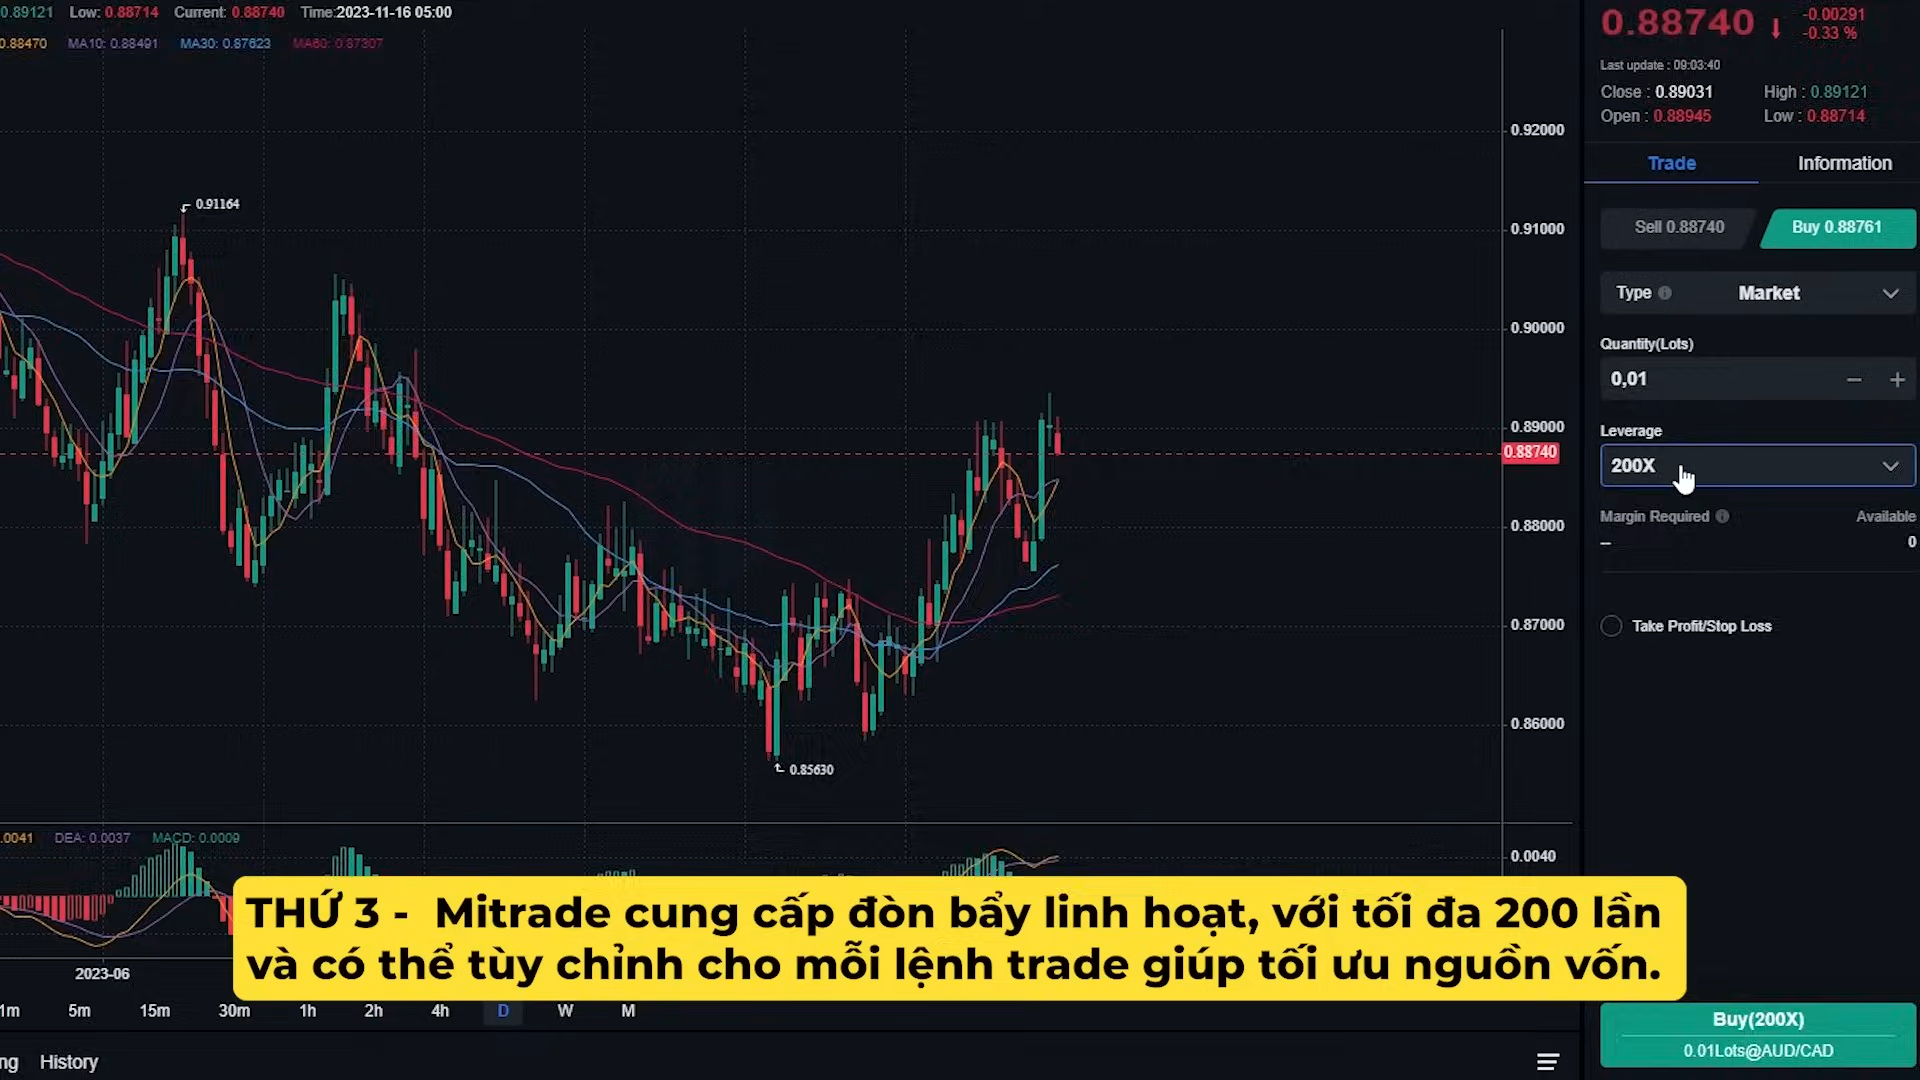 0.89121 Low: 0.88714 Current: 0.88740 Time:2023-11-16 05:00
0.88470 MA10: 0.88491 MA30: 0.87623 MA60: 0.87307
0.91164
0.85630
0.92000
0.91000
0.90000
0.89000
0.88740
0.88000
0.87000
0.86000
0.88740 -0.00291
-0.33 %
Last update : 09:03:40
Close : 0.89031 High : 0.89121
Open : 0.88945 Low : 0.88714
Trade Information
Sell 0.88740 Buy 0.88761
Type Market
Quantity(Lots)
0,01
Leverage
200X
Margin Required Available
-- 0
Take Profit/Stop Loss
.0041 DEA: 0.0037 MACD: 0.0009
0.0040
THỨ 3 - Mitrade cung cấp đòn bẩy linh hoạt, với tối đa 200 lần
và có thể tùy chỉnh cho mỗi lệnh trade giúp tối ưu nguồn vốn.
2023-06
1m 5m 15m 30m 1h 2h 4h D W M
ng History
Buy(200X)
0.01Lots@AUD/CAD